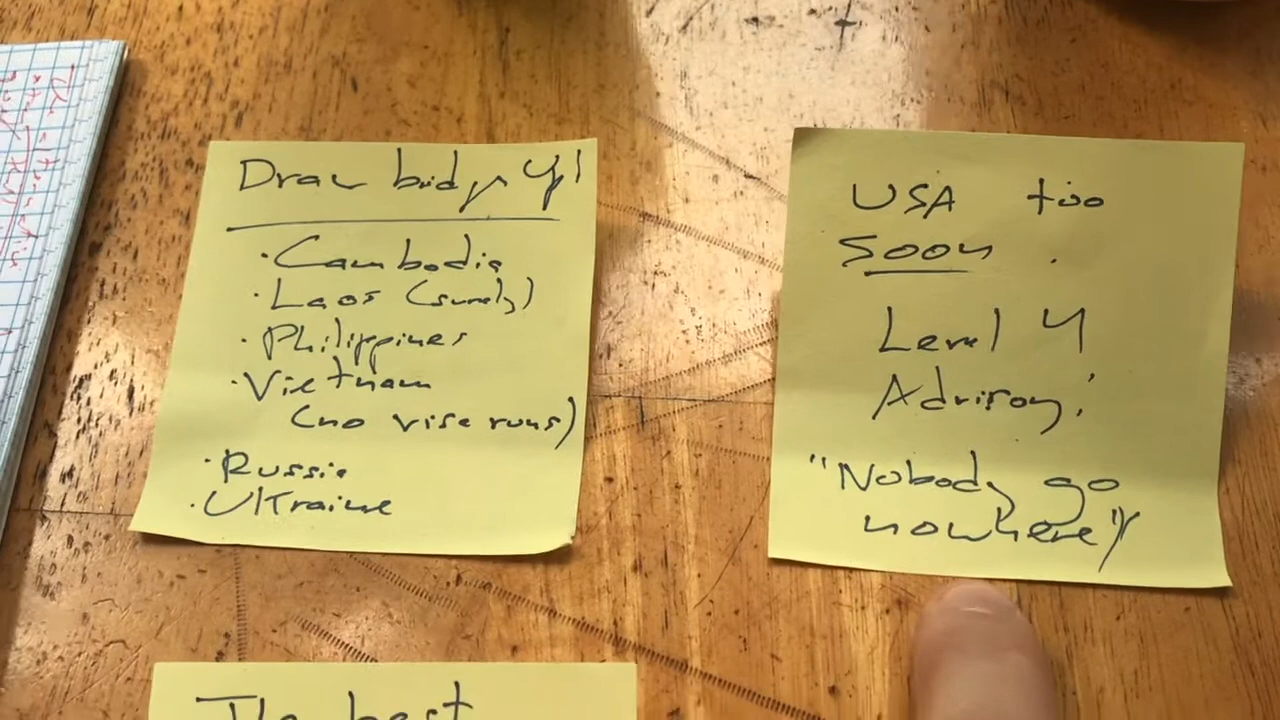 Draw bridges up!
• Cambodia
• Laos (surely)
• Philippines
• Vietnam
(no visa runs)
• Russia
• Ukraine
USA too
soon.
Level 4
Advisory:
"Nobody go
nowhere"
The best